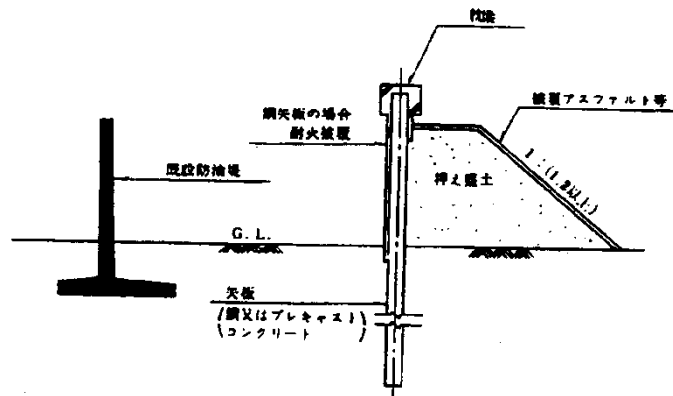 枕梁
鋼矢板の場合
耐火被覆
被覆アスファルト等
1:(1.2以上)
押え盛土
既設防油堤
G.L.
矢板
(鋼又はプレキャスト)
(コンクリート